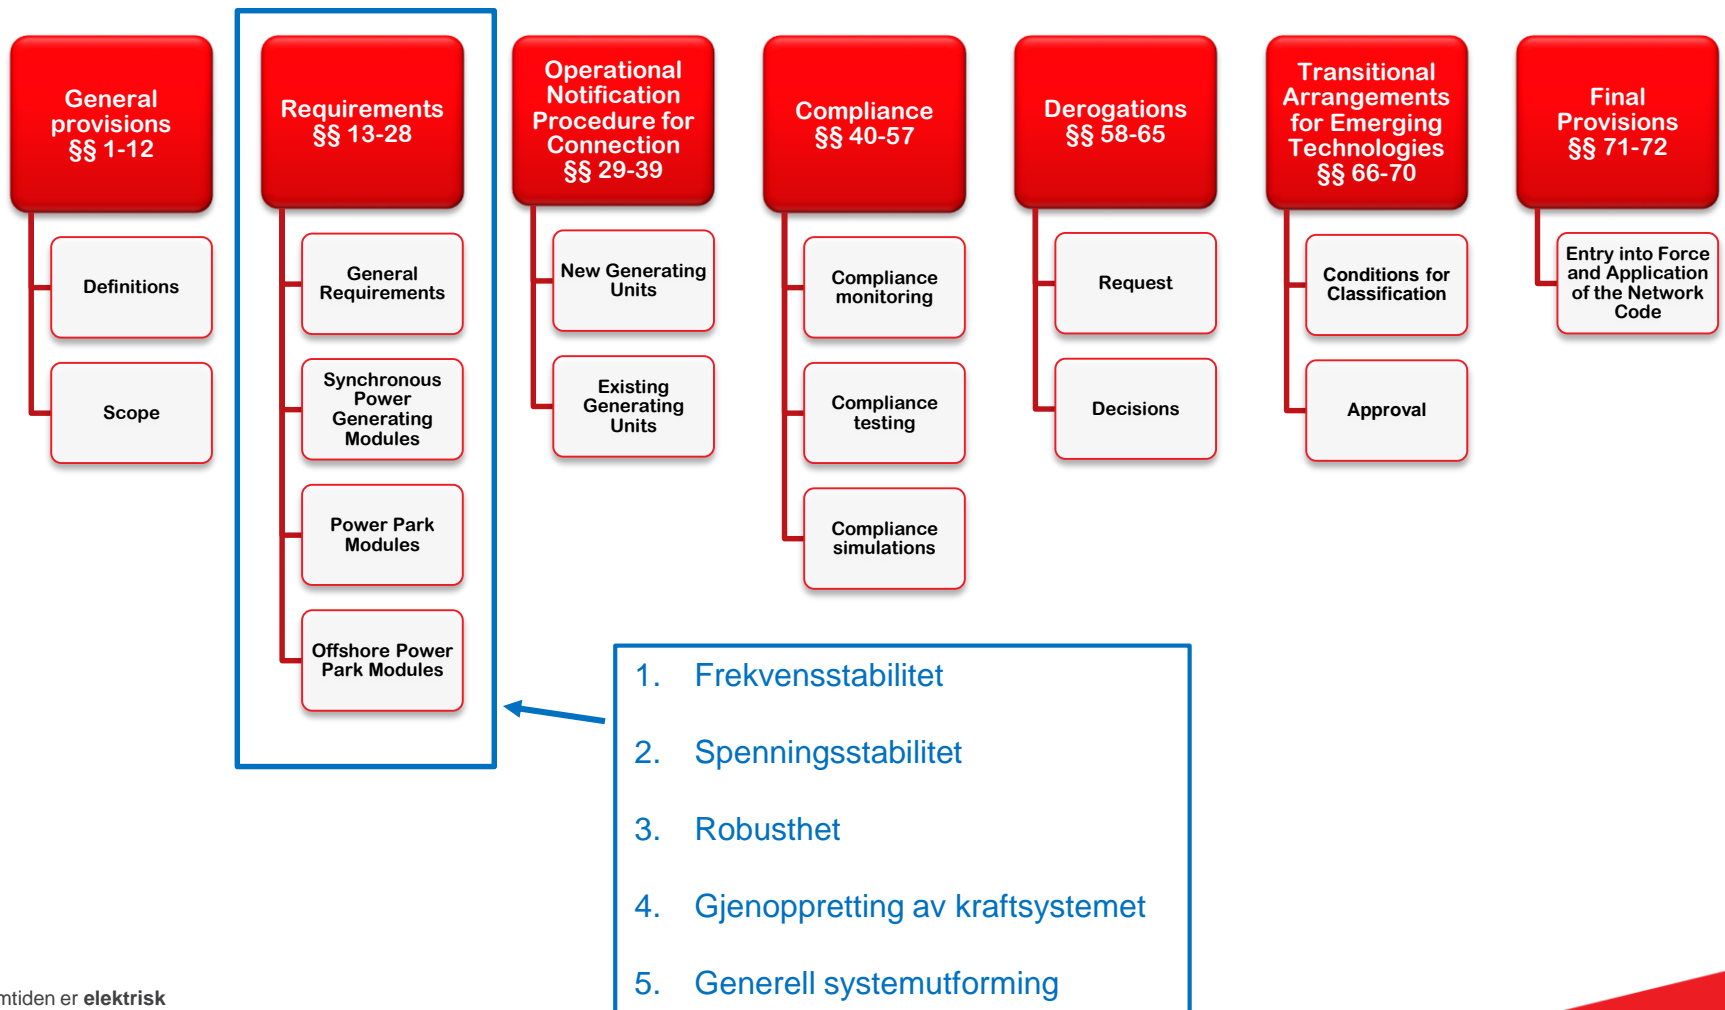 General
provisions
§§ 1-12
Definitions
Scope
Requirements
§§ 13-28
General
Requirements
Synchronous
Power
Generating
Modules
Power Park
Modules
Offshore Power
Park Modules
Operational
Notification
Procedure for
Connection
§§ 29-39
New Generating
Units
Existing
Generating
Units
Compliance
§§ 40-57
Compliance
monitoring
Compliance
testing
Compliance
simulations
Derogations
§§ 58-65
Request
Decisions
Transitional
Arrangements
for Emerging
Technologies
§§ 66-70
Conditions for
Classification
Approval
Final
Provisions
§§ 71-72
Entry into Force
and Application
of the Network
Code
1. Frekvensstabilitet
2. Spenningsstabilitet
3. Robusthet
4. Gjenoppretting av kraftsystemet
5. Generell systemutforming
mtiden er elektrisk